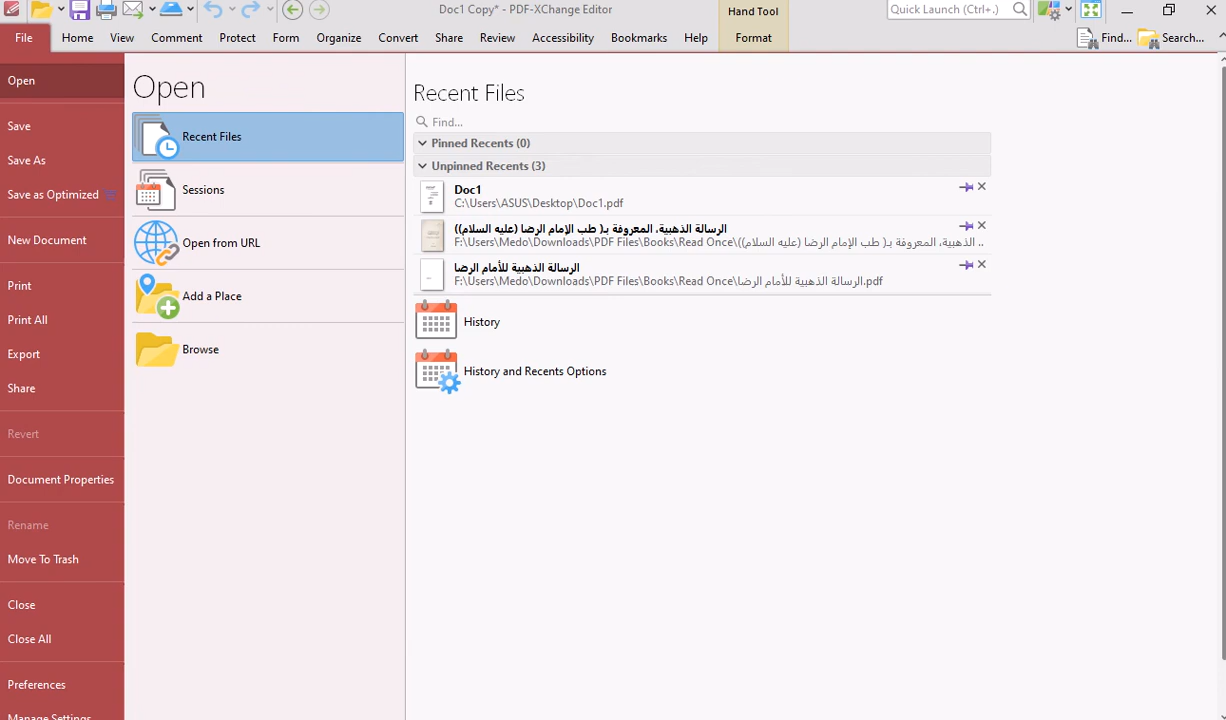 Doc1 Copy* - PDF-XChange Editor
Hand Tool
Quick Launch (Ctrl+.)
File
Home
View
Comment
Protect
Form
Organize
Convert
Share
Review
Accessibility
Bookmarks
Help
Format
Find...
Search...
Open
Save
Save As
Save as Optimized
New Document
Print
Print All
Export
Share
Revert
Document Properties
Rename
Move To Trash
Close
Close All
Preferences
Manage Settings
Open
Recent Files
Sessions
Open from URL
Add a Place
Browse
Recent Files
Find...
Pinned Recents (0)
Unpinned Recents (3)
Doc1
C:\Users\ASUS\Desktop\Doc1.pdf
الرسالة الذهبية، المعروفة بـ( طب الإمام الرضا (عليه السلام))
F:\Users\Medo\Downloads\PDF Files\Books\Read Once\الذهبية، المعروفة بـ( طب الإمام الرضا (عليه السلام)) ..
الرسالة الذهبية للأمام الرضا
F:\Users\Medo\Downloads\PDF Files\Books\Read Once\الرسالة الذهبية للأمام الرضا.pdf
History
History and Recents Options